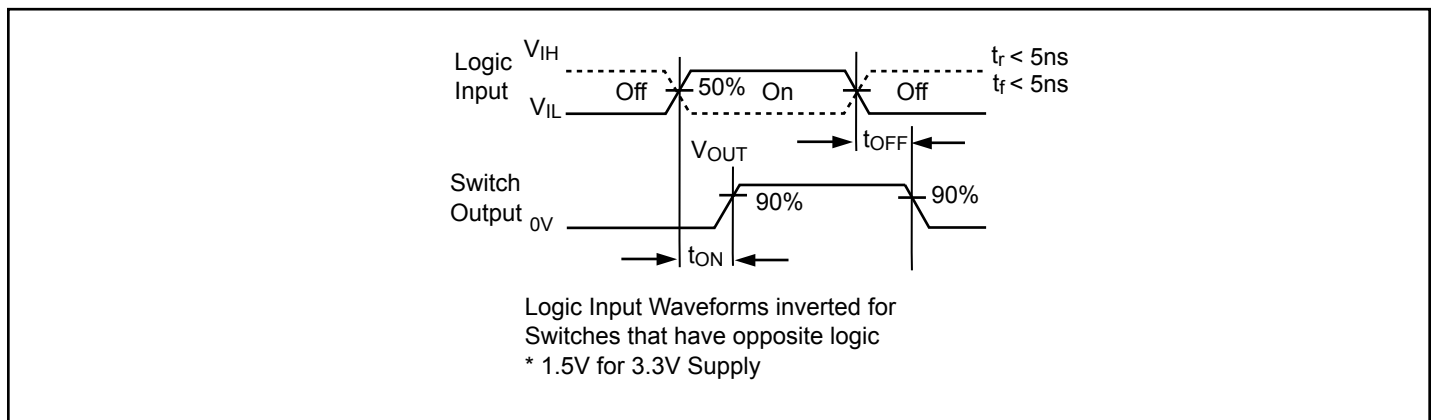 Logic Input
VIH
VIL
Off
50%
On
Off
tr < 5ns
tf < 5ns
tOFF
VOUT
Switch Output
0V
90%
90%
tON
Logic Input Waveforms inverted for
Switches that have opposite logic
* 1.5V for 3.3V Supply